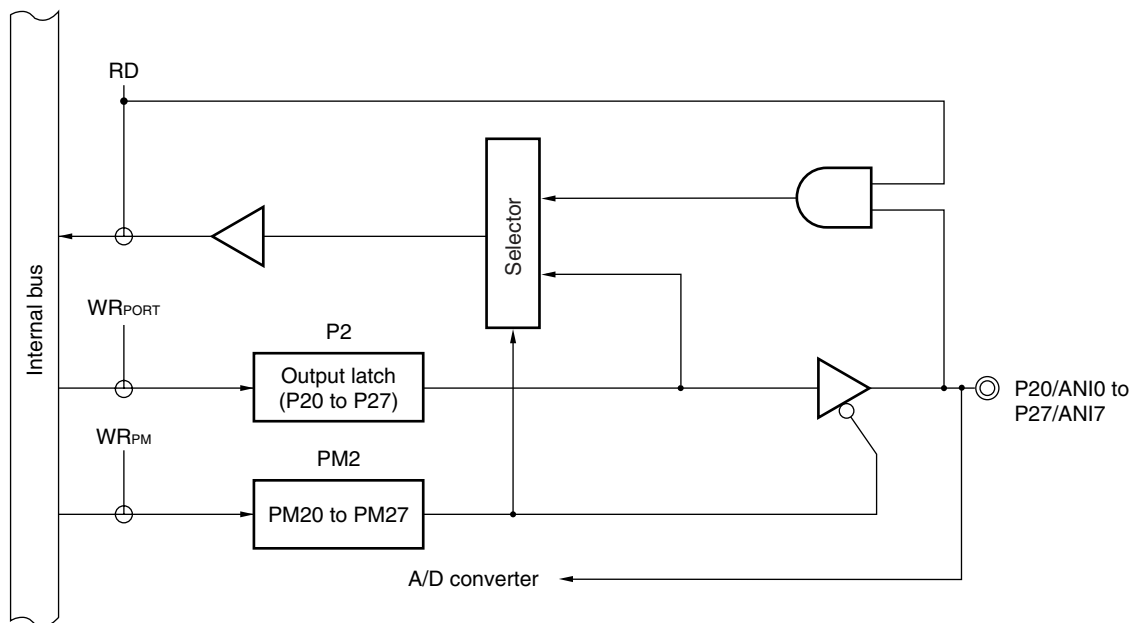 RD
Selector
Internal bus
WRPORT
P2
Output latch
(P20 to P27)
P20/ANI0 to
P27/ANI7
WRPM
PM2
PM20 to PM27
A/D converter